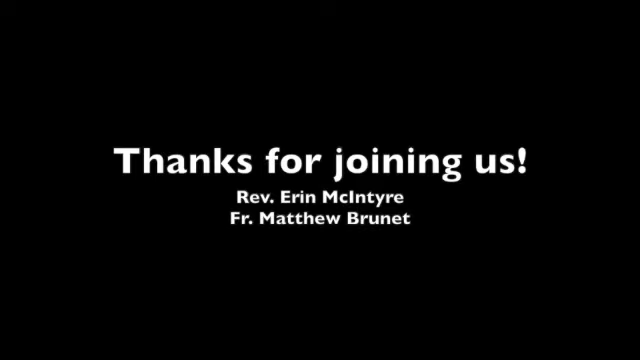 Thanks for joining us!
Rev. Erin McIntyre
Fr. Matthew Brunet